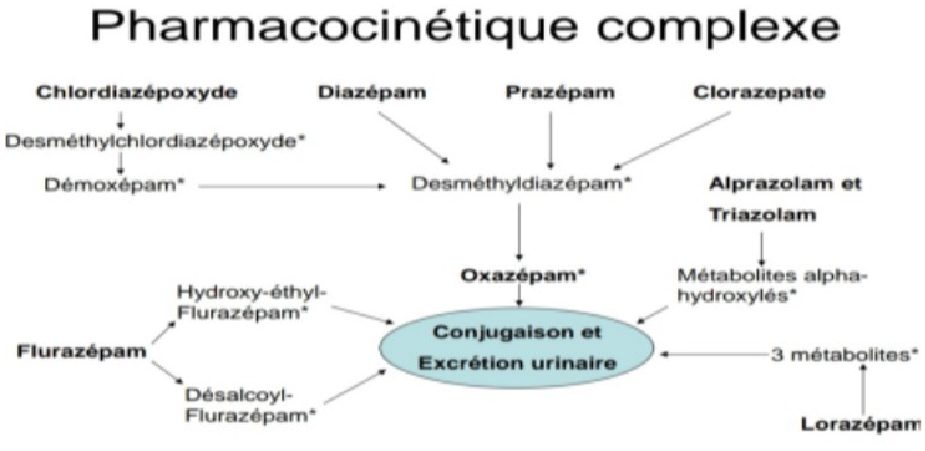 Pharmacocinétique complexe
Chlordiazépoxyde Diazépam Prazépam Clorazepate
Desméthylchlordiazépoxyde*
Démoxépam* Desméthyldiazépam* Alprazolam et
Triazolam
Oxazépam* Métabolites alpha-
hydroxylés*
Hydroxy-éthyl-
Flurazépam*
Conjugaison et
Excrétion urinaire
Flurazépam
3 métabolites*
Désalcoyl-
Flurazépam*
Lorazépam